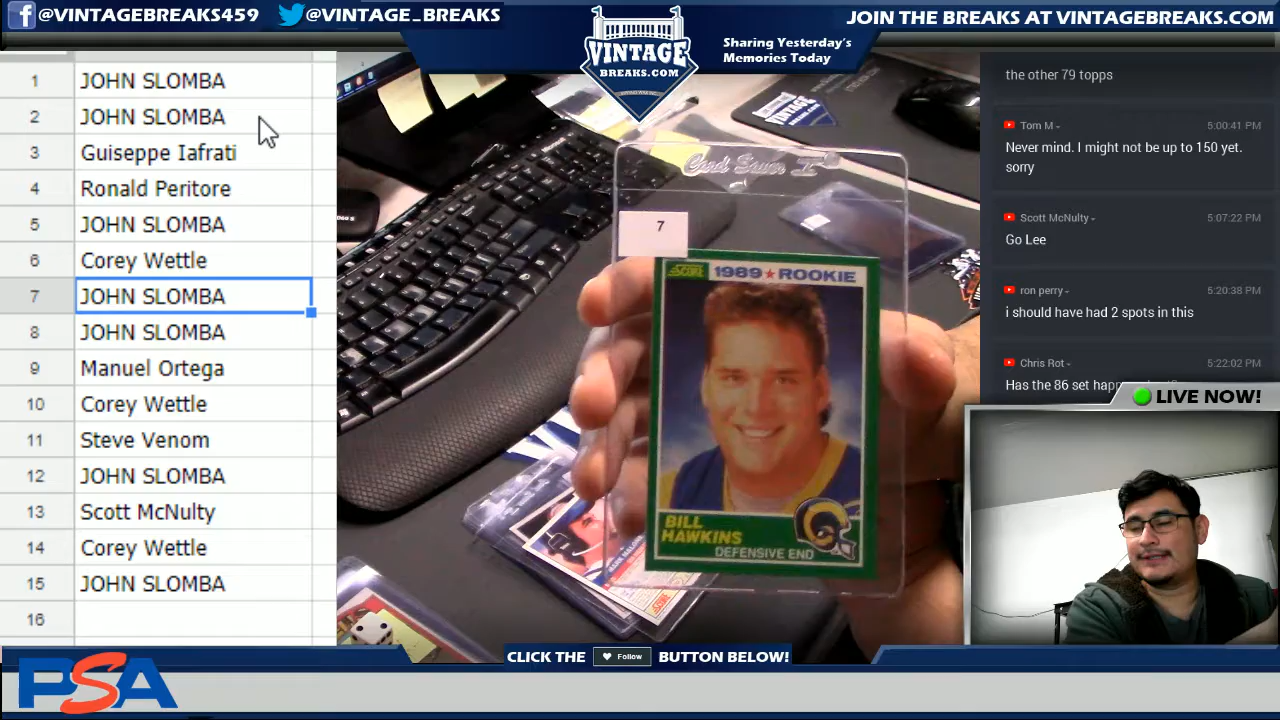 @VINTAGEBREAKS459
@VINTAGE_BREAKS
VINTAGE
BREAKS.COM
Sharing Yesterday's
Memories Today
JOIN THE BREAKS AT VINTAGEBREAKS.COM
1 JOHN SLOMBA
2 JOHN SLOMBA
3 Guiseppe Iafrati
4 Ronald Peritore
5 JOHN SLOMBA
6 Corey Wettle
7 JOHN SLOMBA
8 JOHN SLOMBA
9 Manuel Ortega
10 Corey Wettle
11 Steve Venom
12 JOHN SLOMBA
13 Scott McNulty
14 Corey Wettle
15 JOHN SLOMBA
16
Card Saver I
7
SCORE 1989 ROOKIE
BILL
HAWKINS
DEFENSIVE END
the other 79 topps
Tom M 5:00:41 PM
Never mind. I might not be up to 150 yet.
sorry
Scott McNulty 5:07:22 PM
Go Lee
ron perry 5:20:38 PM
i should have had 2 spots in this
Chris Rot 5:22:02 PM
Has the 86 set
LIVE NOW!
CLICK THE Follow BUTTON BELOW!
PSA